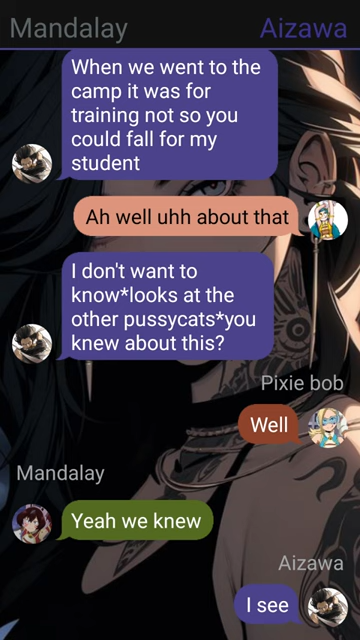 Mandalay Aizawa
When we went to the
camp it was for
training not so you
could fall for my
student
Ah well uhh about that
I don't want to
know*looks at the
other pussycats*you
knew about this?
Pixie bob
Well
Mandalay
Yeah we knew
Aizawa
I see